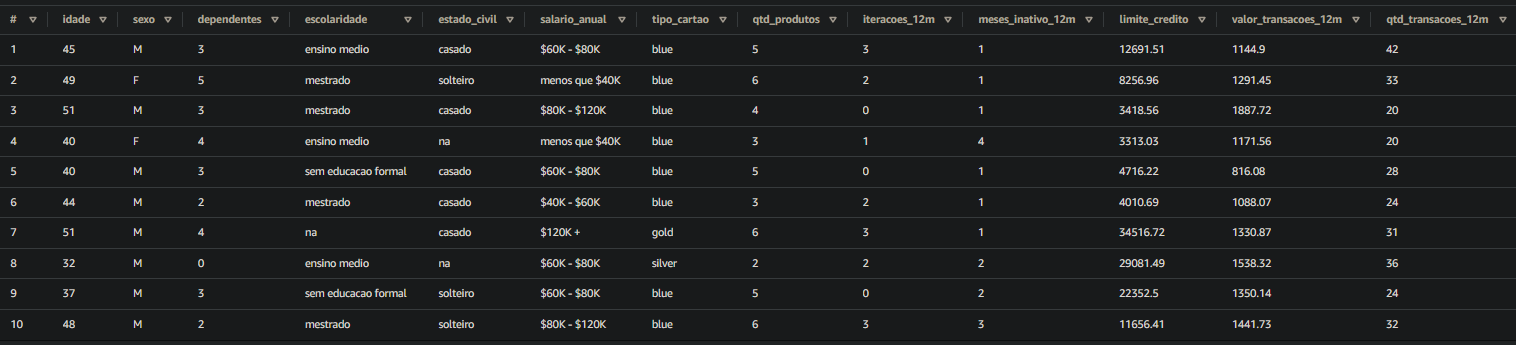 # idade sexo dependentes escolaridade estado_civil salario_anual tipo_cartao qtd_produtos iteracoes_12m meses_inativo_12m limite_credito valor_transacoes_12m qtd_transacoes_12m
1 45 M 3 ensino medio casado $60K - $80K blue 5 3 1 12691.51 1144.9 42
2 49 F 5 mestrado solteiro menos que $40K blue 6 2 1 8256.96 1291.45 33
3 51 M 3 mestrado casado $80K - $120K blue 4 0 1 3418.56 1887.72 20
4 40 F 4 ensino medio na menos que $40K blue 3 1 4 3313.03 1171.56 20
5 40 M 3 sem educacao formal casado $60K - $80K blue 5 0 1 4716.22 816.08 28
6 44 M 2 mestrado casado $40K - $60K blue 3 2 1 4010.69 1088.07 24
7 51 M 4 na casado $120K + gold 6 3 1 34516.72 1330.87 31
8 32 M 0 ensino medio na $60K - $80K silver 2 2 2 29081.49 1538.32 36
9 37 M 3 sem educacao formal solteiro $60K - $80K blue 5 0 2 22352.5 1350.14 24
10 48 M 2 mestrado solteiro $80K - $120K blue 6 3 3 11656.41 1441.73 32